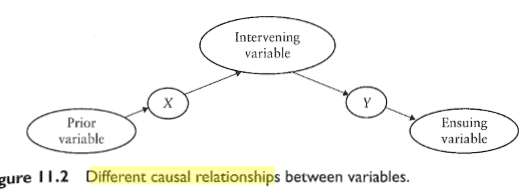 Intervening
variable
X
Y
Prior
variable
Ensuing
variable
gure 11.2 Different causal relationships between variables.